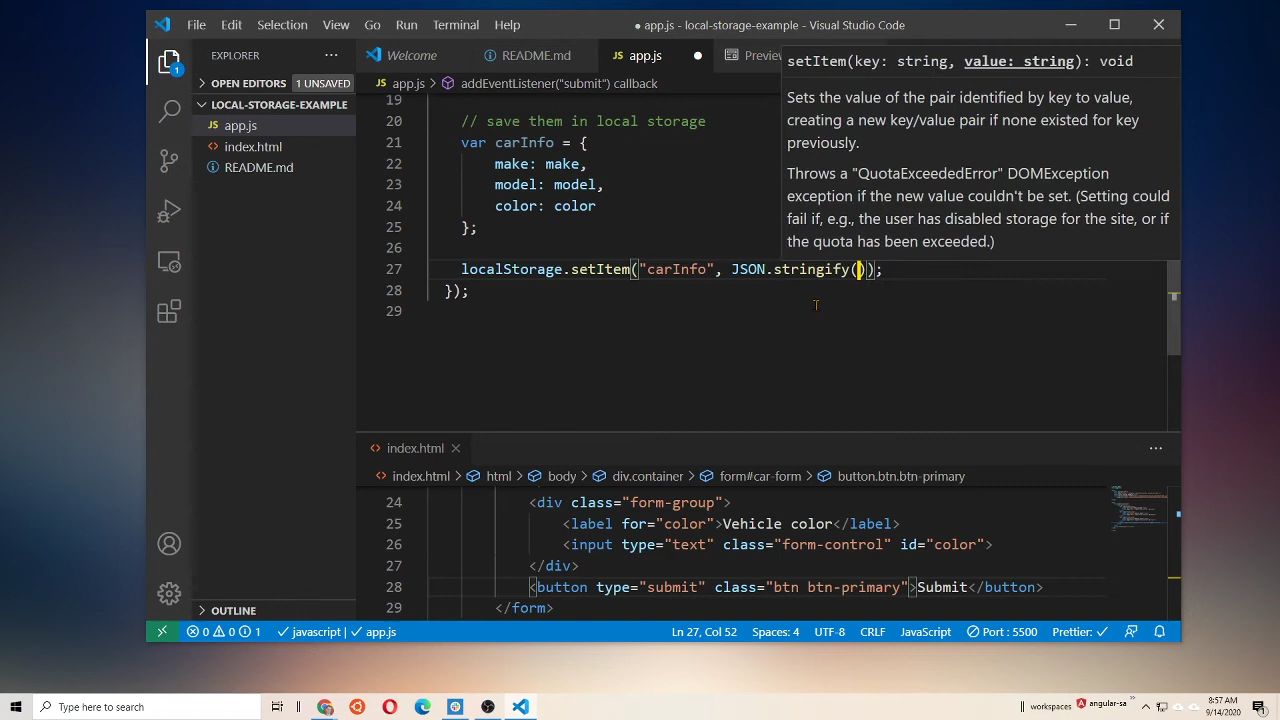 File Edit Selection View Go Run Terminal Help
● app.js - local-storage-example - Visual Studio Code
EXPLORER
OPEN EDITORS 1 UNSAVED
LOCAL-STORAGE-EXAMPLE
app.js
index.html
README.md
OUTLINE
1
Welcome README.md app.js Preview
app.js > addEventListener("submit") callback
19
20 // save them in local storage
21 var carInfo = {
22 make: make,
23 model: model,
24 color: color
25 };
26
27 localStorage.setItem("carInfo", JSON.stringify());
28 });
29
setItem(key: string, value: string): void
Sets the value of the pair identified by key to value,
creating a new key/value pair if none existed for key
previously.
Throws a "QuotaExceededError" DOMException
exception if the new value couldn't be set. (Setting could
fail if, e.g., the user has disabled storage for the site, or if
the quota has been exceeded.)
index.html
index.html > html > body > div.container > form#car-form > button.btn.btn-primary
24 <div class="form-group">
25 <label for="color">Vehicle color</label>
26 <input type="text" class="form-control" id="color">
27 </div>
28 <button type="submit" class="btn btn-primary">Submit</button>
29 </form>
0 0 1 javascript | app.js Ln 27, Col 52 Spaces: 4 UTF-8 CRLF JavaScript Port : 5500 Prettier:
Type here to search
workspaces angular-sa
8:57 AM
9/14/2020
1